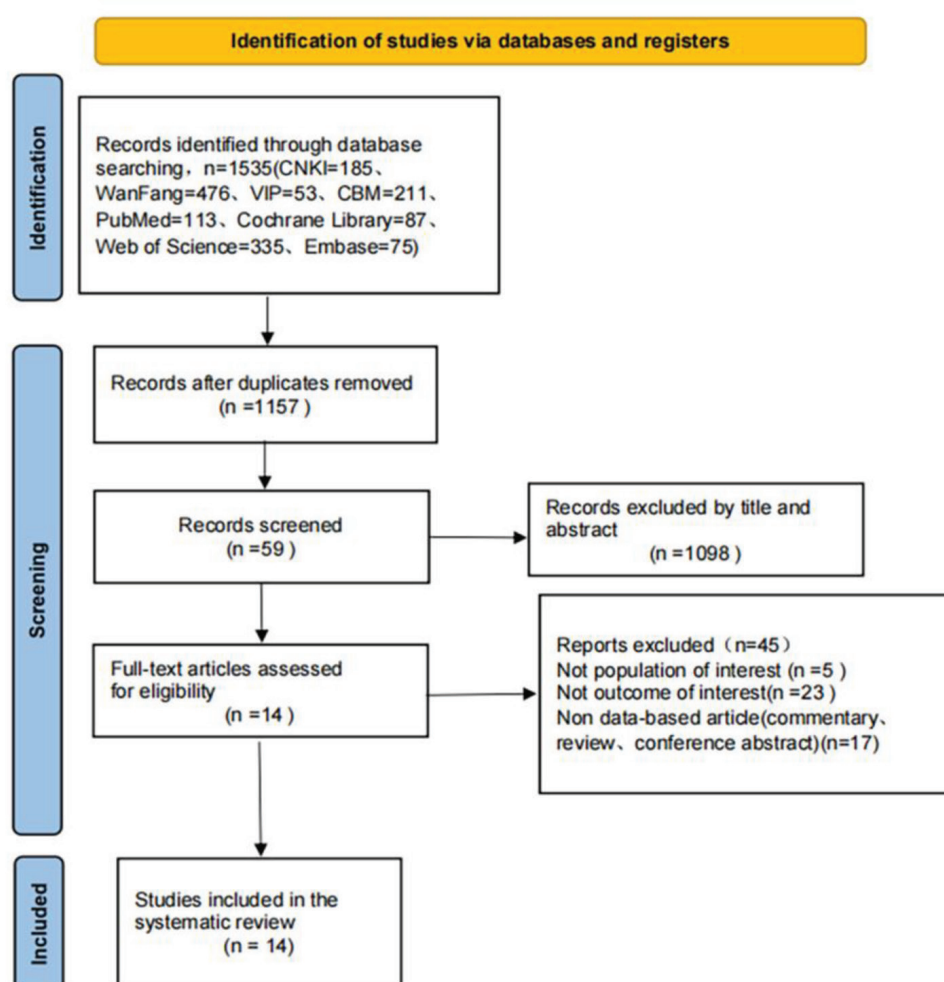 Identification of studies via databases and registers
Identification
Records identified through database
searching，n=1535(CNKI=185、
WanFang=476、VIP=53、CBM=211、
PubMed=113、Cochrane Library=87、
Web of Science=335、Embase=75)
Screening
Records after duplicates removed
(n =1157 )
Records screened
(n =59 )
Records excluded by title and
abstract
(n =1098 )
Full-text articles assessed
for eligibility
(n =14 )
Reports excluded（n=45）
Not population of interest (n =5 )
Not outcome of interest(n =23 )
Non data-based article(commentary、
review、conference abstract)(n=17)
Included
Studies included in the
systematic review
(n = 14)